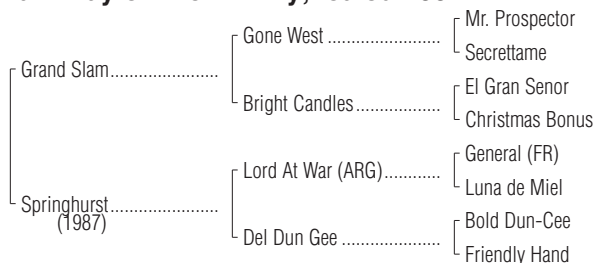 Mr. Prospector
Gone West
Secrettame
Grand Slam
El Gran Senor
Bright Candles
Christmas Bonus
General (FR)
Lord At War (ARG)
Luna de Miel
Springhurst
(1987)
Bold Dun-Cee
Del Dun Gee
Friendly Hand